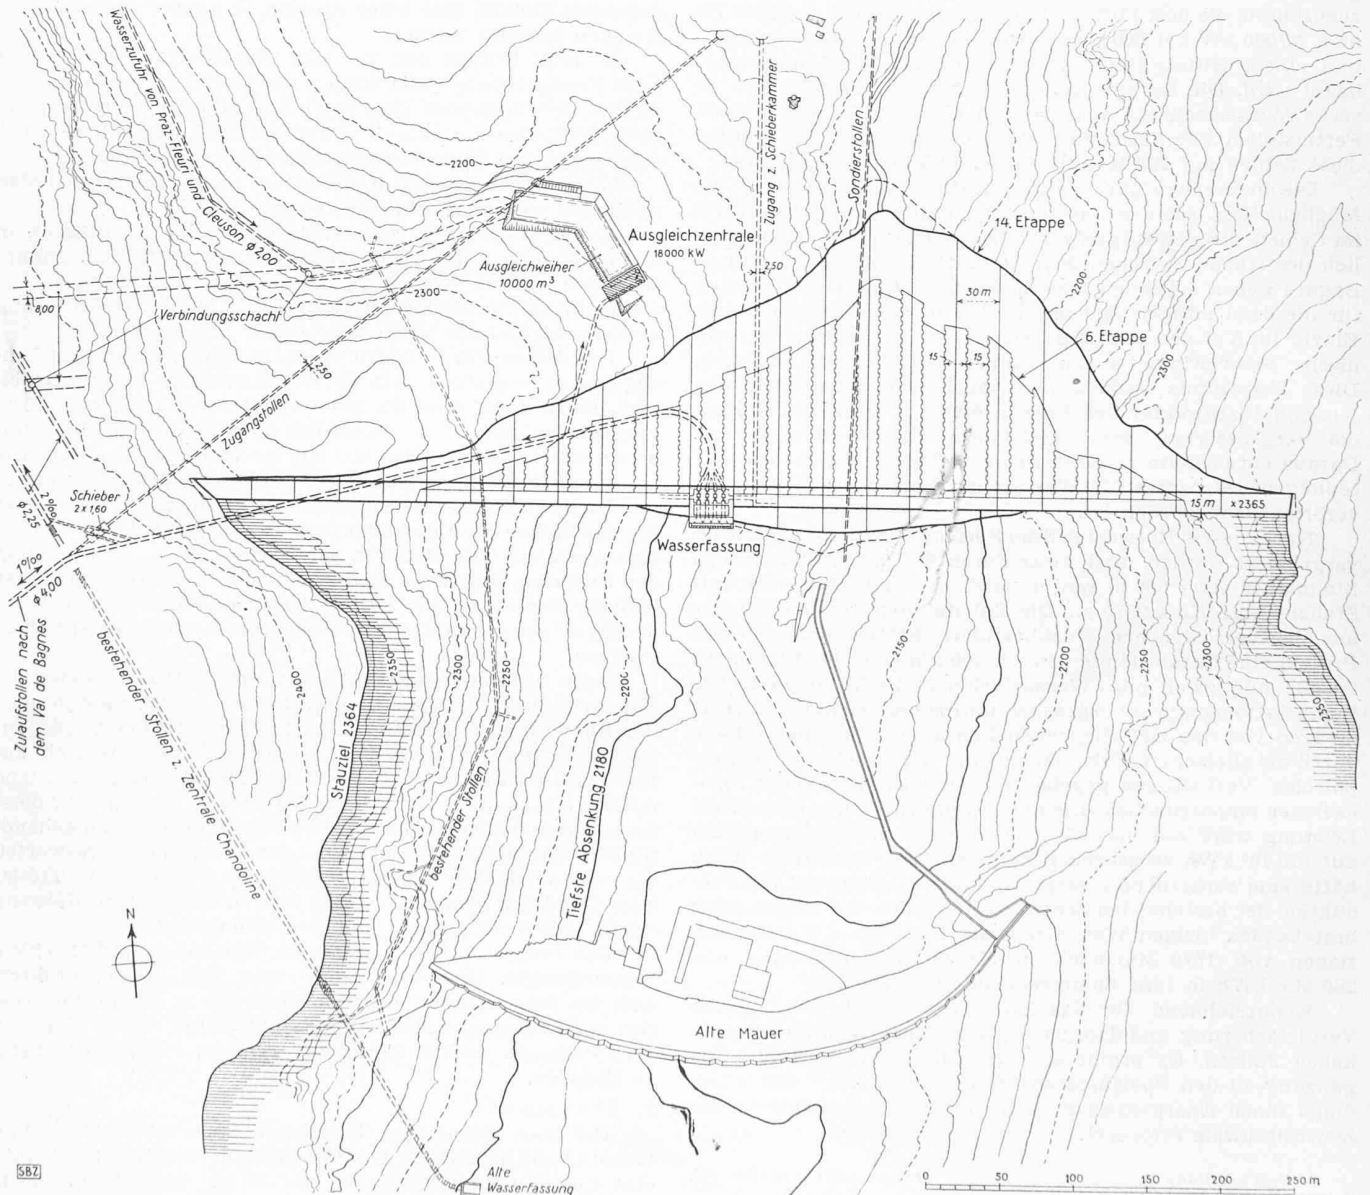 Wasserzufuhr von Praz-Fleuri und Cleuson ⌀ 2,00
2200
Zugang z. Schieberkammer
Sondierstollen
14. Etappe
Ausgleichzentrale
18000 kW
Ausgleichweiher
10000 m³
2,50
2200
30 m
2300
8,00
Verbindungsschacht
6. Etappe
15
15
2300
2,50
Zugangstollen
Schieber
2 x 1,60
2 ‰
⌀ 2,25
15 m
x 2365
Wasserfassung
1 ‰
⌀ 4,00
Zulaufstollen nach
dem Val de Bagnes
bestehender Stollen z. Zentrale Chandoline
2400
2350
2300
2250
2200
2150
2200
2250
2300
2350
Stauziel 2364
bestehender Stollen
Tiefste Absenkung 2180
N
Alte Mauer
SBZ
Alte
Wasserfassung
0 50 100 150 200 250 m